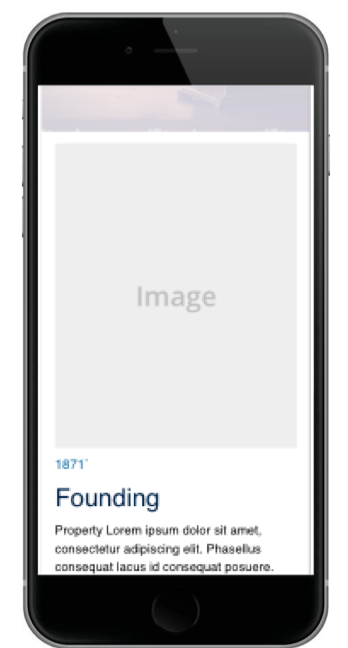 Image
1871`
Founding
Property Lorem ipsum dolor sit amet,
consectetur adipiscing elit. Phasellus
consequat lacus id consequat posuere.